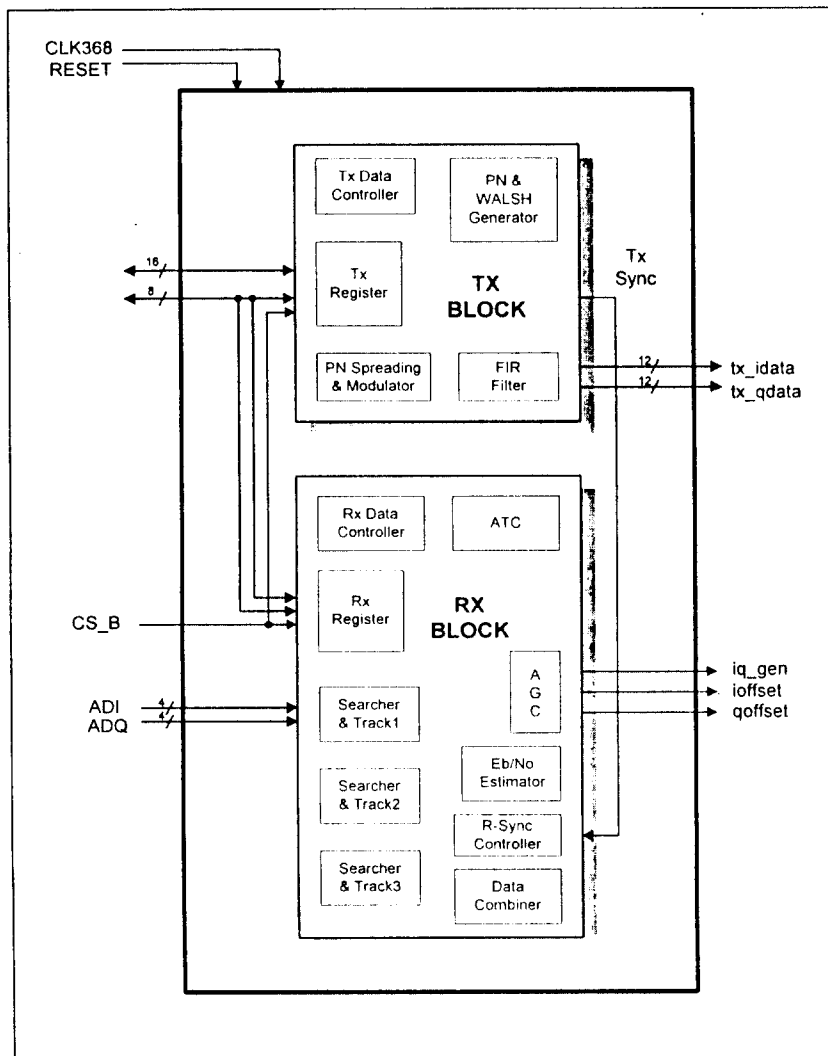 CLK368
RESET
Tx Data
Controller
PN &
WALSH
Generator
16
8
Tx
Register
TX
BLOCK
Tx
Sync
PN Spreading
& Modulator
FIR
Filter
12
12
tx_idata
tx_qdata
Rx Data
Controller
ATC
Rx
Register
RX
BLOCK
CS_B
A
G
C
iq_gen
ioffset
qoffset
ADI
ADQ
4
4
Searcher
& Track1
Eb/No
Estimator
Searcher
& Track2
R-Sync
Controller
Searcher
& Track3
Data
Combiner